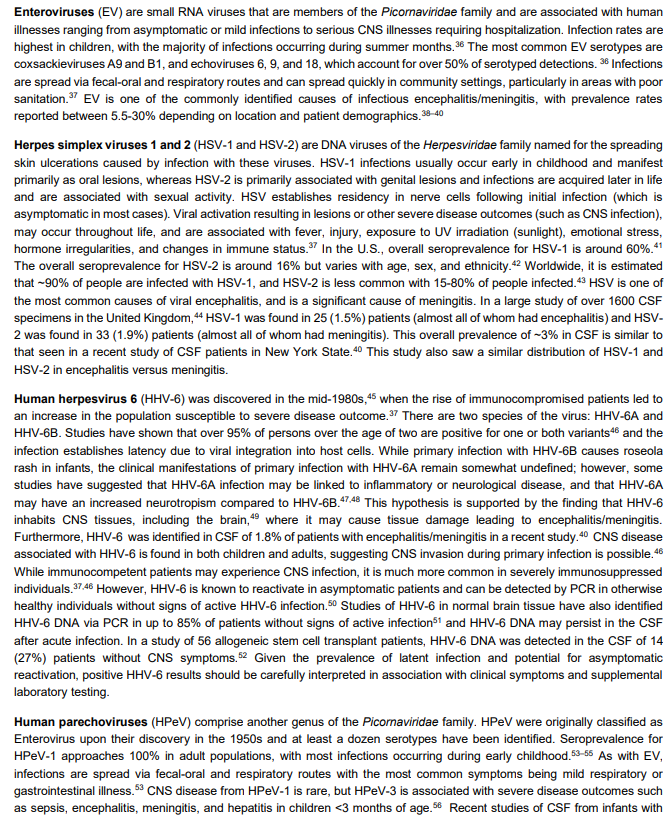 Enteroviruses (EV) are small RNA viruses that are members of the Picornaviridae family and are associated with human
illnesses ranging from asymptomatic or mild infections to serious CNS illnesses requiring hospitalization. Infection rates are
highest in children, with the majority of infections occurring during summer months.36 The most common EV serotypes are
coxsackieviruses A9 and B1, and echoviruses 6, 9, and 18, which account for over 50% of serotyped detections. 36 Infections
are spread via fecal-oral and respiratory routes and can spread quickly in community settings, particularly in areas with poor
sanitation.37 EV is one of the commonly identified causes of infectious encephalitis/meningitis, with prevalence rates
reported between 5.5-30% depending on location and patient demographics.38–40
Herpes simplex viruses 1 and 2 (HSV-1 and HSV-2) are DNA viruses of the Herpesviridae family named for the spreading
skin ulcerations caused by infection with these viruses. HSV-1 infections usually occur early in childhood and manifest
primarily as oral lesions, whereas HSV-2 is primarily associated with genital lesions and infections are acquired later in life
and are associated with sexual activity. HSV establishes residency in nerve cells following initial infection (which is
asymptomatic in most cases). Viral activation resulting in lesions or other severe disease outcomes (such as CNS infection),
may occur throughout life, and are associated with fever, injury, exposure to UV irradiation (sunlight), emotional stress,
hormone irregularities, and changes in immune status.37 In the U.S., overall seroprevalence for HSV-1 is around 60%.41
The overall seroprevalence for HSV-2 is around 16% but varies with age, sex, and ethnicity.42 Worldwide, it is estimated
that ~90% of people are infected with HSV-1, and HSV-2 is less common with 15-80% of people infected.43 HSV is one of
the most common causes of viral encephalitis, and is a significant cause of meningitis. In a large study of over 1600 CSF
specimens in the United Kingdom,44 HSV-1 was found in 25 (1.5%) patients (almost all of whom had encephalitis) and HSV-
2 was found in 33 (1.9%) patients (almost all of whom had meningitis). This overall prevalence of ~3% in CSF is similar to
that seen in a recent study of CSF patients in New York State.40 This study also saw a similar distribution of HSV-1 and
HSV-2 in encephalitis versus meningitis.
Human herpesvirus 6 (HHV-6) was discovered in the mid-1980s,45 when the rise of immunocompromised patients led to
an increase in the population susceptible to severe disease outcome.37 There are two species of the virus: HHV-6A and
HHV-6B. Studies have shown that over 95% of persons over the age of two are positive for one or both variants46 and the
infection establishes latency due to viral integration into host cells. While primary infection with HHV-6B causes roseola
rash in infants, the clinical manifestations of primary infection with HHV-6A remain somewhat undefined; however, some
studies have suggested that HHV-6A infection may be linked to inflammatory or neurological disease, and that HHV-6A
may have an increased neurotropism compared to HHV-6B.47,48 This hypothesis is supported by the finding that HHV-6
inhabits CNS tissues, including the brain,49 where it may cause tissue damage leading to encephalitis/meningitis.
Furthermore, HHV-6 was identified in CSF of 1.8% of patients with encephalitis/meningitis in a recent study.40 CNS disease
associated with HHV-6 is found in both children and adults, suggesting CNS invasion during primary infection is possible.46
While immunocompetent patients may experience CNS infection, it is much more common in severely immunosuppressed
individuals.37,46 However, HHV-6 is known to reactivate in asymptomatic patients and can be detected by PCR in otherwise
healthy individuals without signs of active HHV-6 infection.50 Studies of HHV-6 in normal brain tissue have also identified
HHV-6 DNA via PCR in up to 85% of patients without signs of active infection51 and HHV-6 DNA may persist in the CSF
after acute infection. In a study of 56 allogeneic stem cell transplant patients, HHV-6 DNA was detected in the CSF of 14
(27%) patients without CNS symptoms.52 Given the prevalence of latent infection and potential for asymptomatic
reactivation, positive HHV-6 results should be carefully interpreted in association with clinical symptoms and supplemental
laboratory testing.
Human parechoviruses (HPeV) comprise another genus of the Picornaviridae family. HPeV were originally classified as
Enterovirus upon their discovery in the 1950s and at least a dozen serotypes have been identified. Seroprevalence for
HPeV-1 approaches 100% in adult populations, with most infections occurring during early childhood.53–55 As with EV,
infections are spread via fecal-oral and respiratory routes with the most common symptoms being mild respiratory or
gastrointestinal illness.53 CNS disease from HPeV-1 is rare, but HPeV-3 is associated with severe disease outcomes such
as sepsis, encephalitis, meningitis, and hepatitis in children <3 months of age.56 Recent studies of CSF from infants with